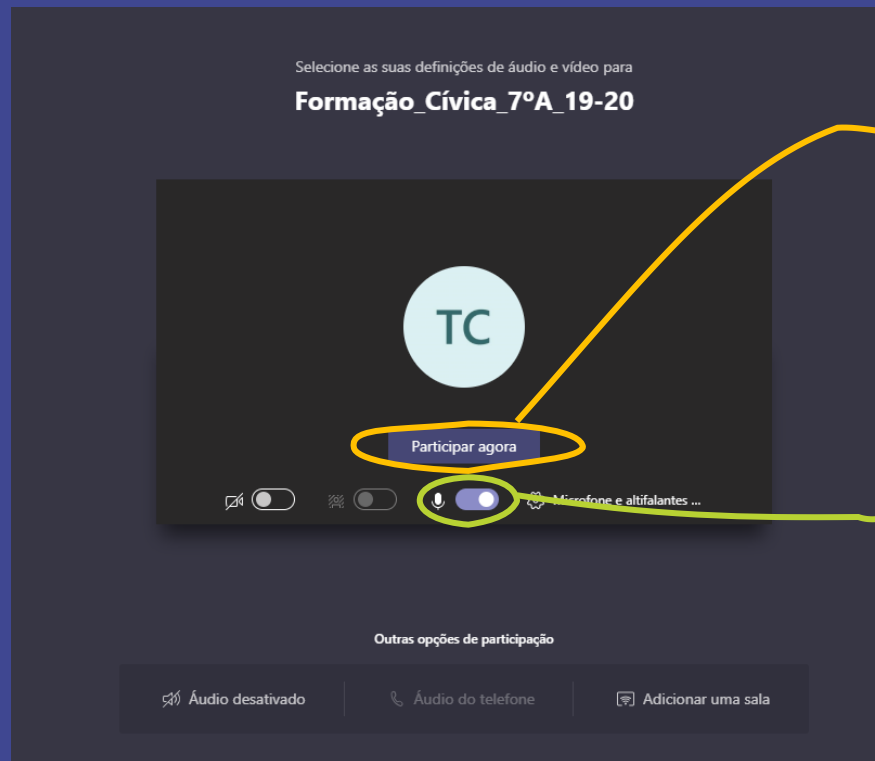 Selecione as suas definições de áudio e vídeo para
Formação_Cívica_7ºA_19-20
TC
Participar agora
Microfone e altifalantes ...
Outras opções de participação
Áudio desativado
Áudio do telefone
Adicionar uma sala